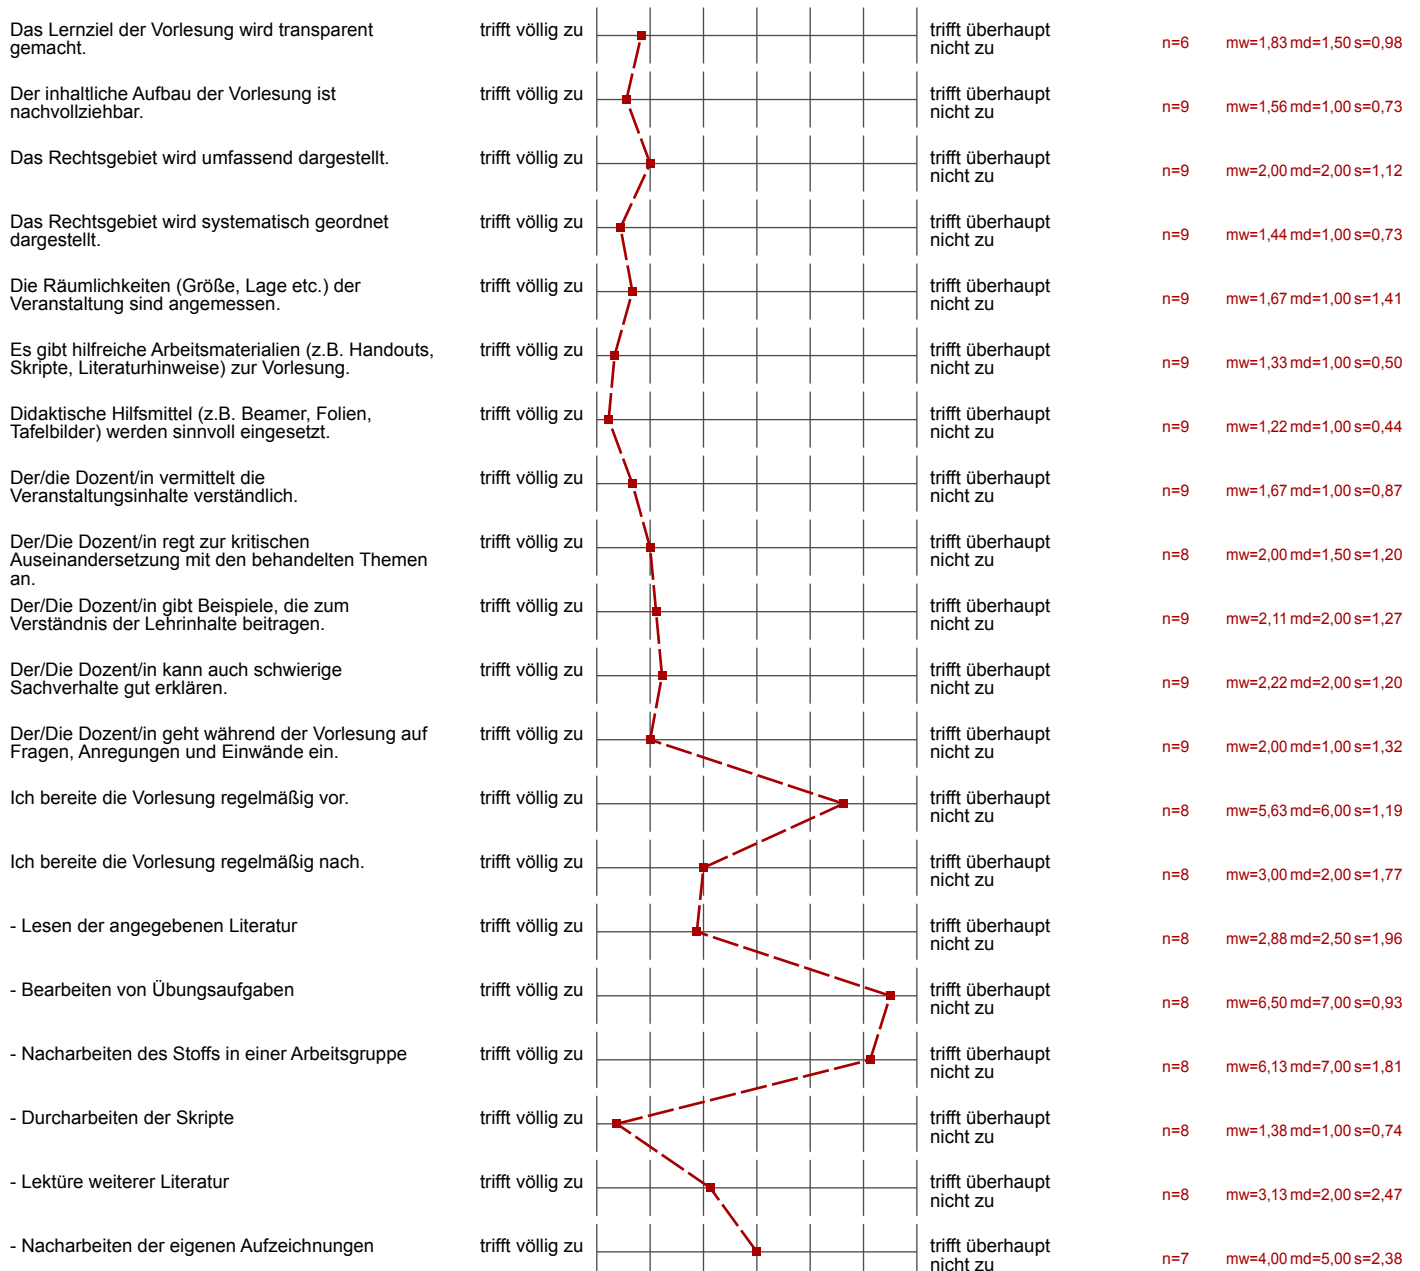 Das Lernziel der Vorlesung wird transparent gemacht. trifft völlig zu trifft überhaupt nicht zu n=6 mw=1,83 md=1,50 s=0,98
Der inhaltliche Aufbau der Vorlesung ist nachvollziehbar. trifft völlig zu trifft überhaupt nicht zu n=9 mw=1,56 md=1,00 s=0,73
Das Rechtsgebiet wird umfassend dargestellt. trifft völlig zu trifft überhaupt nicht zu n=9 mw=2,00 md=2,00 s=1,12
Das Rechtsgebiet wird systematisch geordnet dargestellt. trifft völlig zu trifft überhaupt nicht zu n=9 mw=1,44 md=1,00 s=0,73
Die Räumlichkeiten (Größe, Lage etc.) der Veranstaltung sind angemessen. trifft völlig zu trifft überhaupt nicht zu n=9 mw=1,67 md=1,00 s=1,41
Es gibt hilfreiche Arbeitsmaterialien (z.B. Handouts, Skripte, Literaturhinweise) zur Vorlesung. trifft völlig zu trifft überhaupt nicht zu n=9 mw=1,33 md=1,00 s=0,50
Didaktische Hilfsmittel (z.B. Beamer, Folien, Tafelbilder) werden sinnvoll eingesetzt. trifft völlig zu trifft überhaupt nicht zu n=9 mw=1,22 md=1,00 s=0,44
Der/die Dozent/in vermittelt die Veranstaltungsinhalte verständlich. trifft völlig zu trifft überhaupt nicht zu n=9 mw=1,67 md=1,00 s=0,87
Der/Die Dozent/in regt zur kritischen Auseinandersetzung mit den behandelten Themen an. trifft völlig zu trifft überhaupt nicht zu n=8 mw=2,00 md=1,50 s=1,20
Der/Die Dozent/in gibt Beispiele, die zum Verständnis der Lehrinhalte beitragen. trifft völlig zu trifft überhaupt nicht zu n=9 mw=2,11 md=2,00 s=1,27
Der/Die Dozent/in kann auch schwierige Sachverhalte gut erklären. trifft völlig zu trifft überhaupt nicht zu n=9 mw=2,22 md=2,00 s=1,20
Der/Die Dozent/in geht während der Vorlesung auf Fragen, Anregungen und Einwände ein. trifft völlig zu trifft überhaupt nicht zu n=9 mw=2,00 md=1,00 s=1,32
Ich bereite die Vorlesung regelmäßig vor. trifft völlig zu trifft überhaupt nicht zu n=8 mw=5,63 md=6,00 s=1,19
Ich bereite die Vorlesung regelmäßig nach. trifft völlig zu trifft überhaupt nicht zu n=8 mw=3,00 md=2,00 s=1,77
- Lesen der angegebenen Literatur trifft völlig zu trifft überhaupt nicht zu n=8 mw=2,88 md=2,50 s=1,96
- Bearbeiten von Übungsaufgaben trifft völlig zu trifft überhaupt nicht zu n=8 mw=6,50 md=7,00 s=0,93
- Nacharbeiten des Stoffs in einer Arbeitsgruppe trifft völlig zu trifft überhaupt nicht zu n=8 mw=6,13 md=7,00 s=1,81
- Durcharbeiten der Skripte trifft völlig zu trifft überhaupt nicht zu n=8 mw=1,38 md=1,00 s=0,74
- Lektüre weiterer Literatur trifft völlig zu trifft überhaupt nicht zu n=8 mw=3,13 md=2,00 s=2,47
- Nacharbeiten der eigenen Aufzeichnungen trifft völlig zu trifft überhaupt nicht zu n=7 mw=4,00 md=5,00 s=2,38